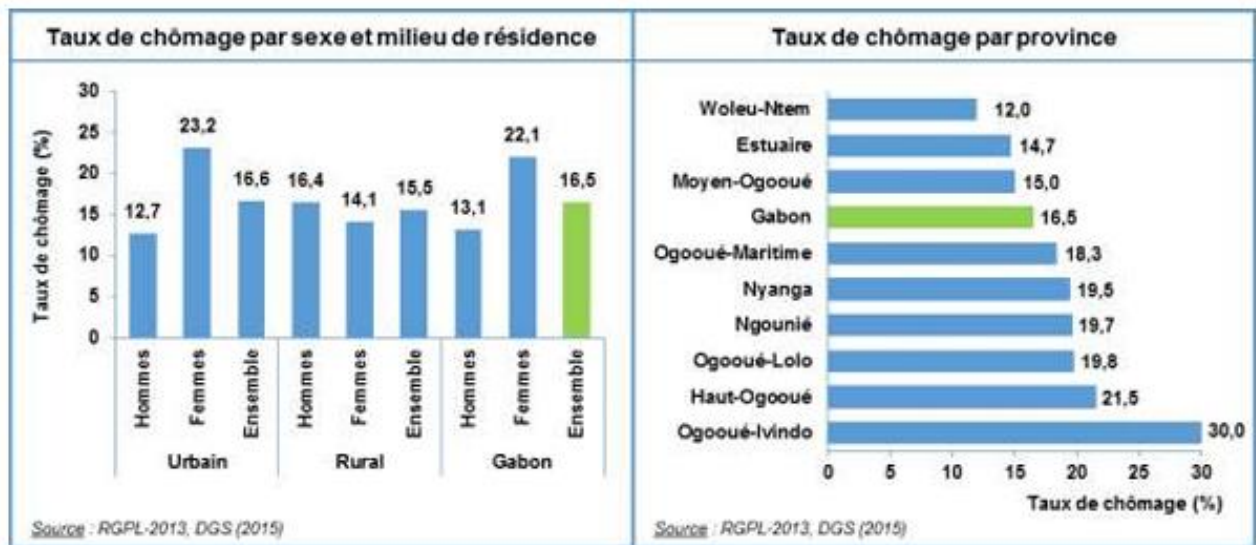 Taux de chômage par sexe et milieu de résidence
Taux de chômage (%)
30
25
20
15
10
5
0
12,7
23,2
16,6
16,4
14,1
15,5
13,1
22,1
16,5
Hommes
Femmes
Ensemble
Hommes
Femmes
Ensemble
Hommes
Femmes
Ensemble
Urbain
Rural
Gabon
Source : RGPL-2013, DGS (2015)
Taux de chômage par province
Woleu-Ntem 12,0
Estuaire 14,7
Moyen-Ogooué 15,0
Gabon 16,5
Ogooué-Maritime 18,3
Nyanga 19,5
Ngounié 19,7
Ogooué-Lolo 19,8
Haut-Ogooué 21,5
Ogooué-Ivindo 30,0
0 5 10 15 20 25 30
Taux de chômage (%)
Source : RGPL-2013, DGS (2015)